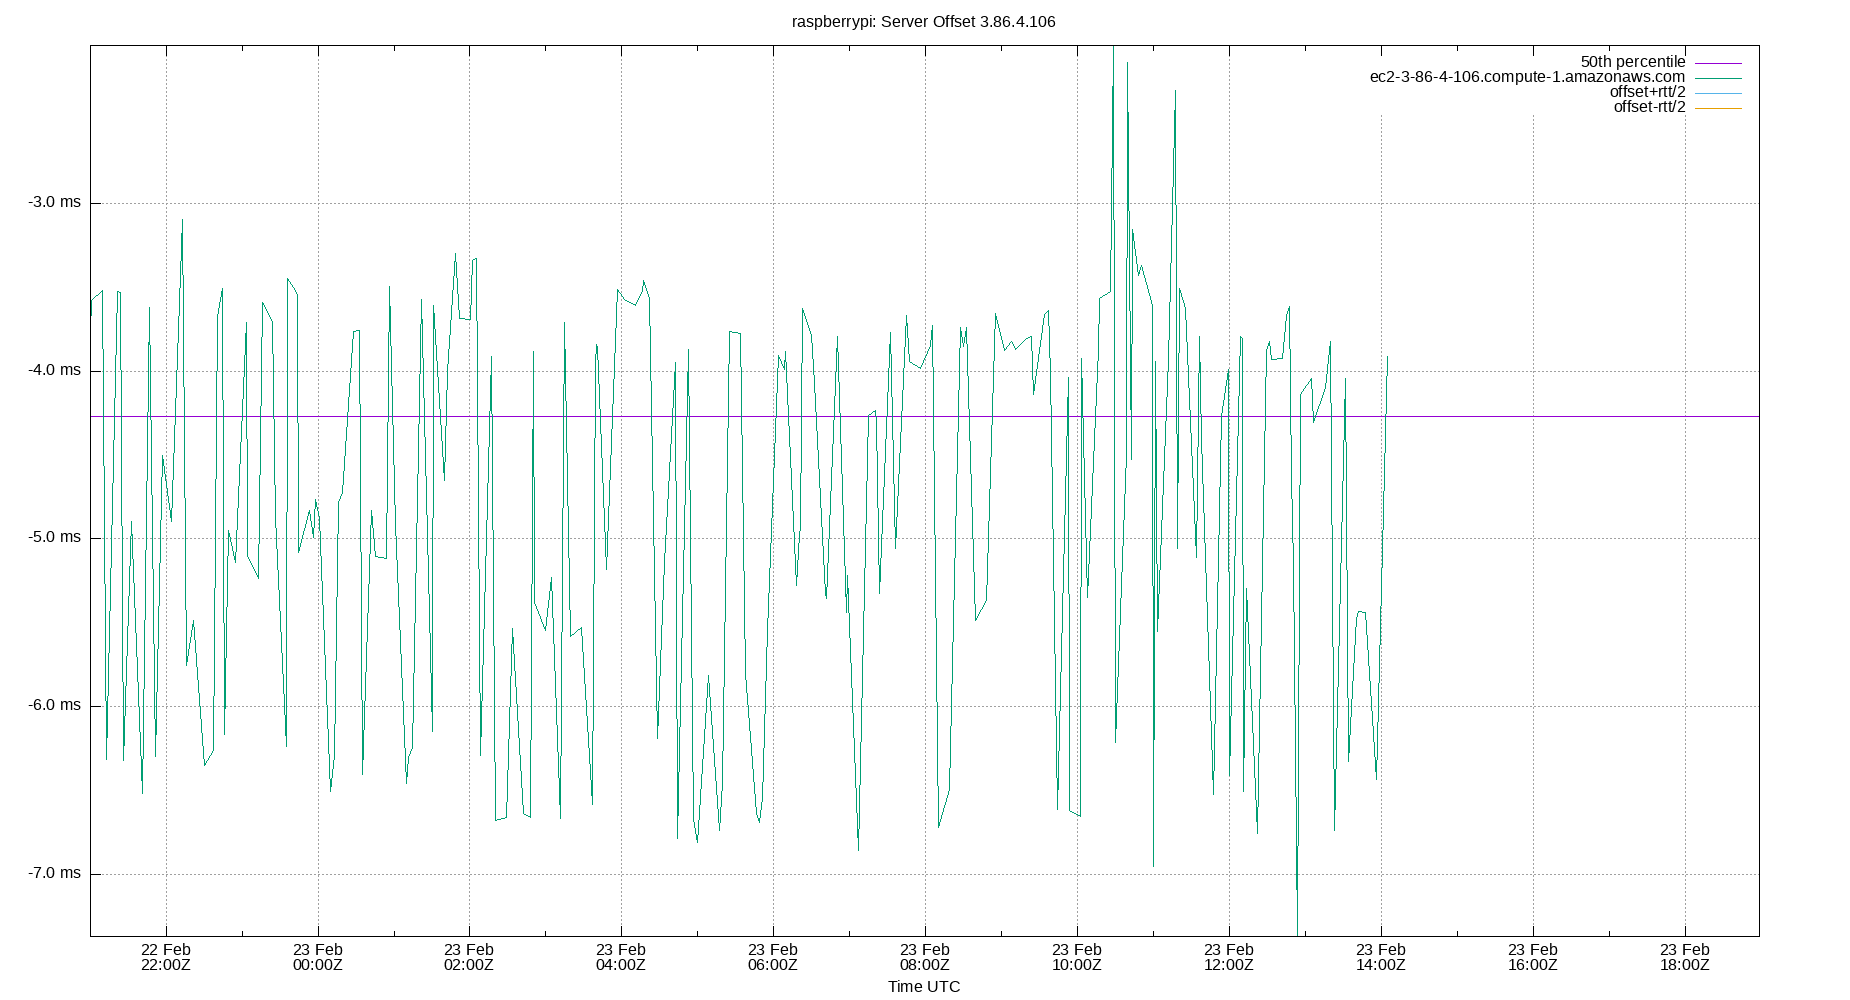 raspberrypi: Server Offset 3.86.4.106
50th percentile
ec2-3-86-4-106.compute-1.amazonaws.com
offset+rtt/2
offset-rtt/2
-3.0 ms
-4.0 ms
-5.0 ms
-6.0 ms
-7.0 ms
22 Feb 23 Feb 23 Feb 23 Feb 23 Feb 23 Feb 23 Feb 23 Feb 23 Feb 23 Feb 23 Feb
22:00Z 00:00Z 02:00Z 04:00Z 06:00Z 08:00Z 10:00Z 12:00Z 14:00Z 16:00Z 18:00Z
Time UTC